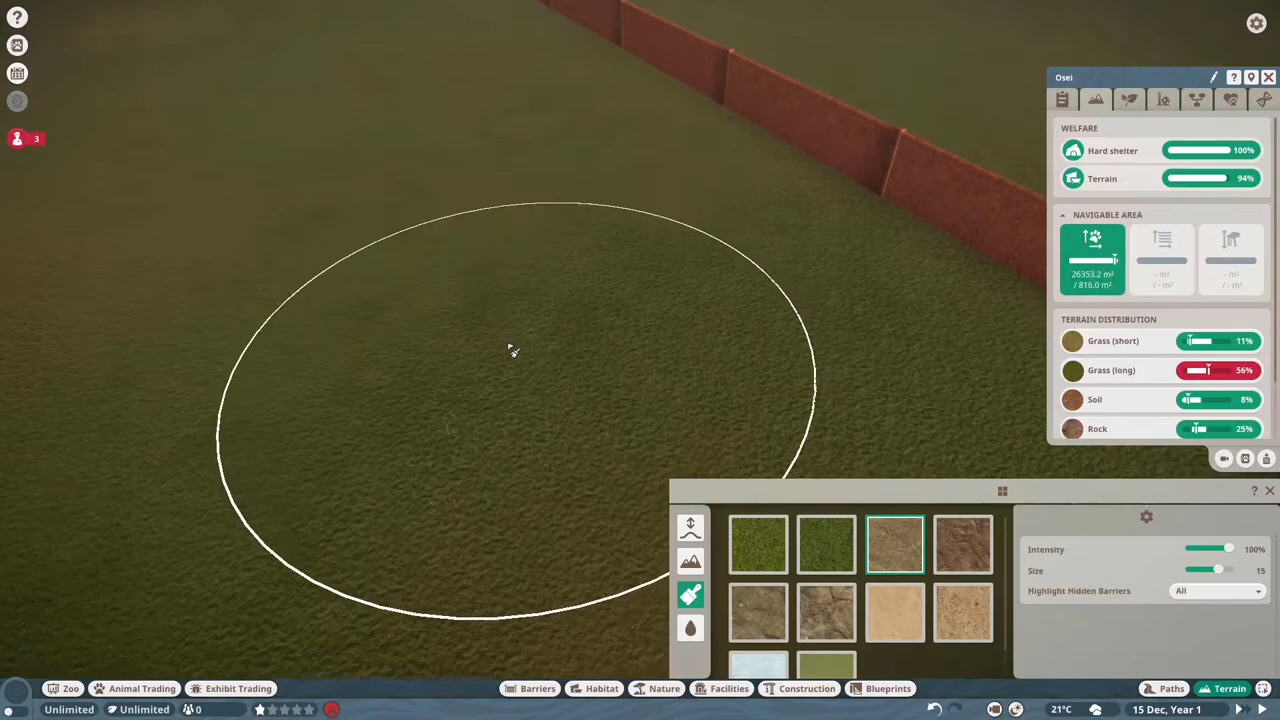 ?
3
Osei
?
WELFARE
Hard shelter 100%
Terrain 94%
NAVIGABLE AREA
26353.2 m²
/ 816.0 m²
- m²
/ - m²
- m²
/ - m²
TERRAIN DISTRIBUTION
Grass (short) 11%
Grass (long) 56%
Soil 8%
Rock 25%
?
Intensity 100%
Size 15
Highlight Hidden Barriers All
Zoo Animal Trading Exhibit Trading Barriers Habitat Nature Facilities Construction Blueprints Paths Terrain
Unlimited Unlimited 0 21°C 15 Dec, Year 1